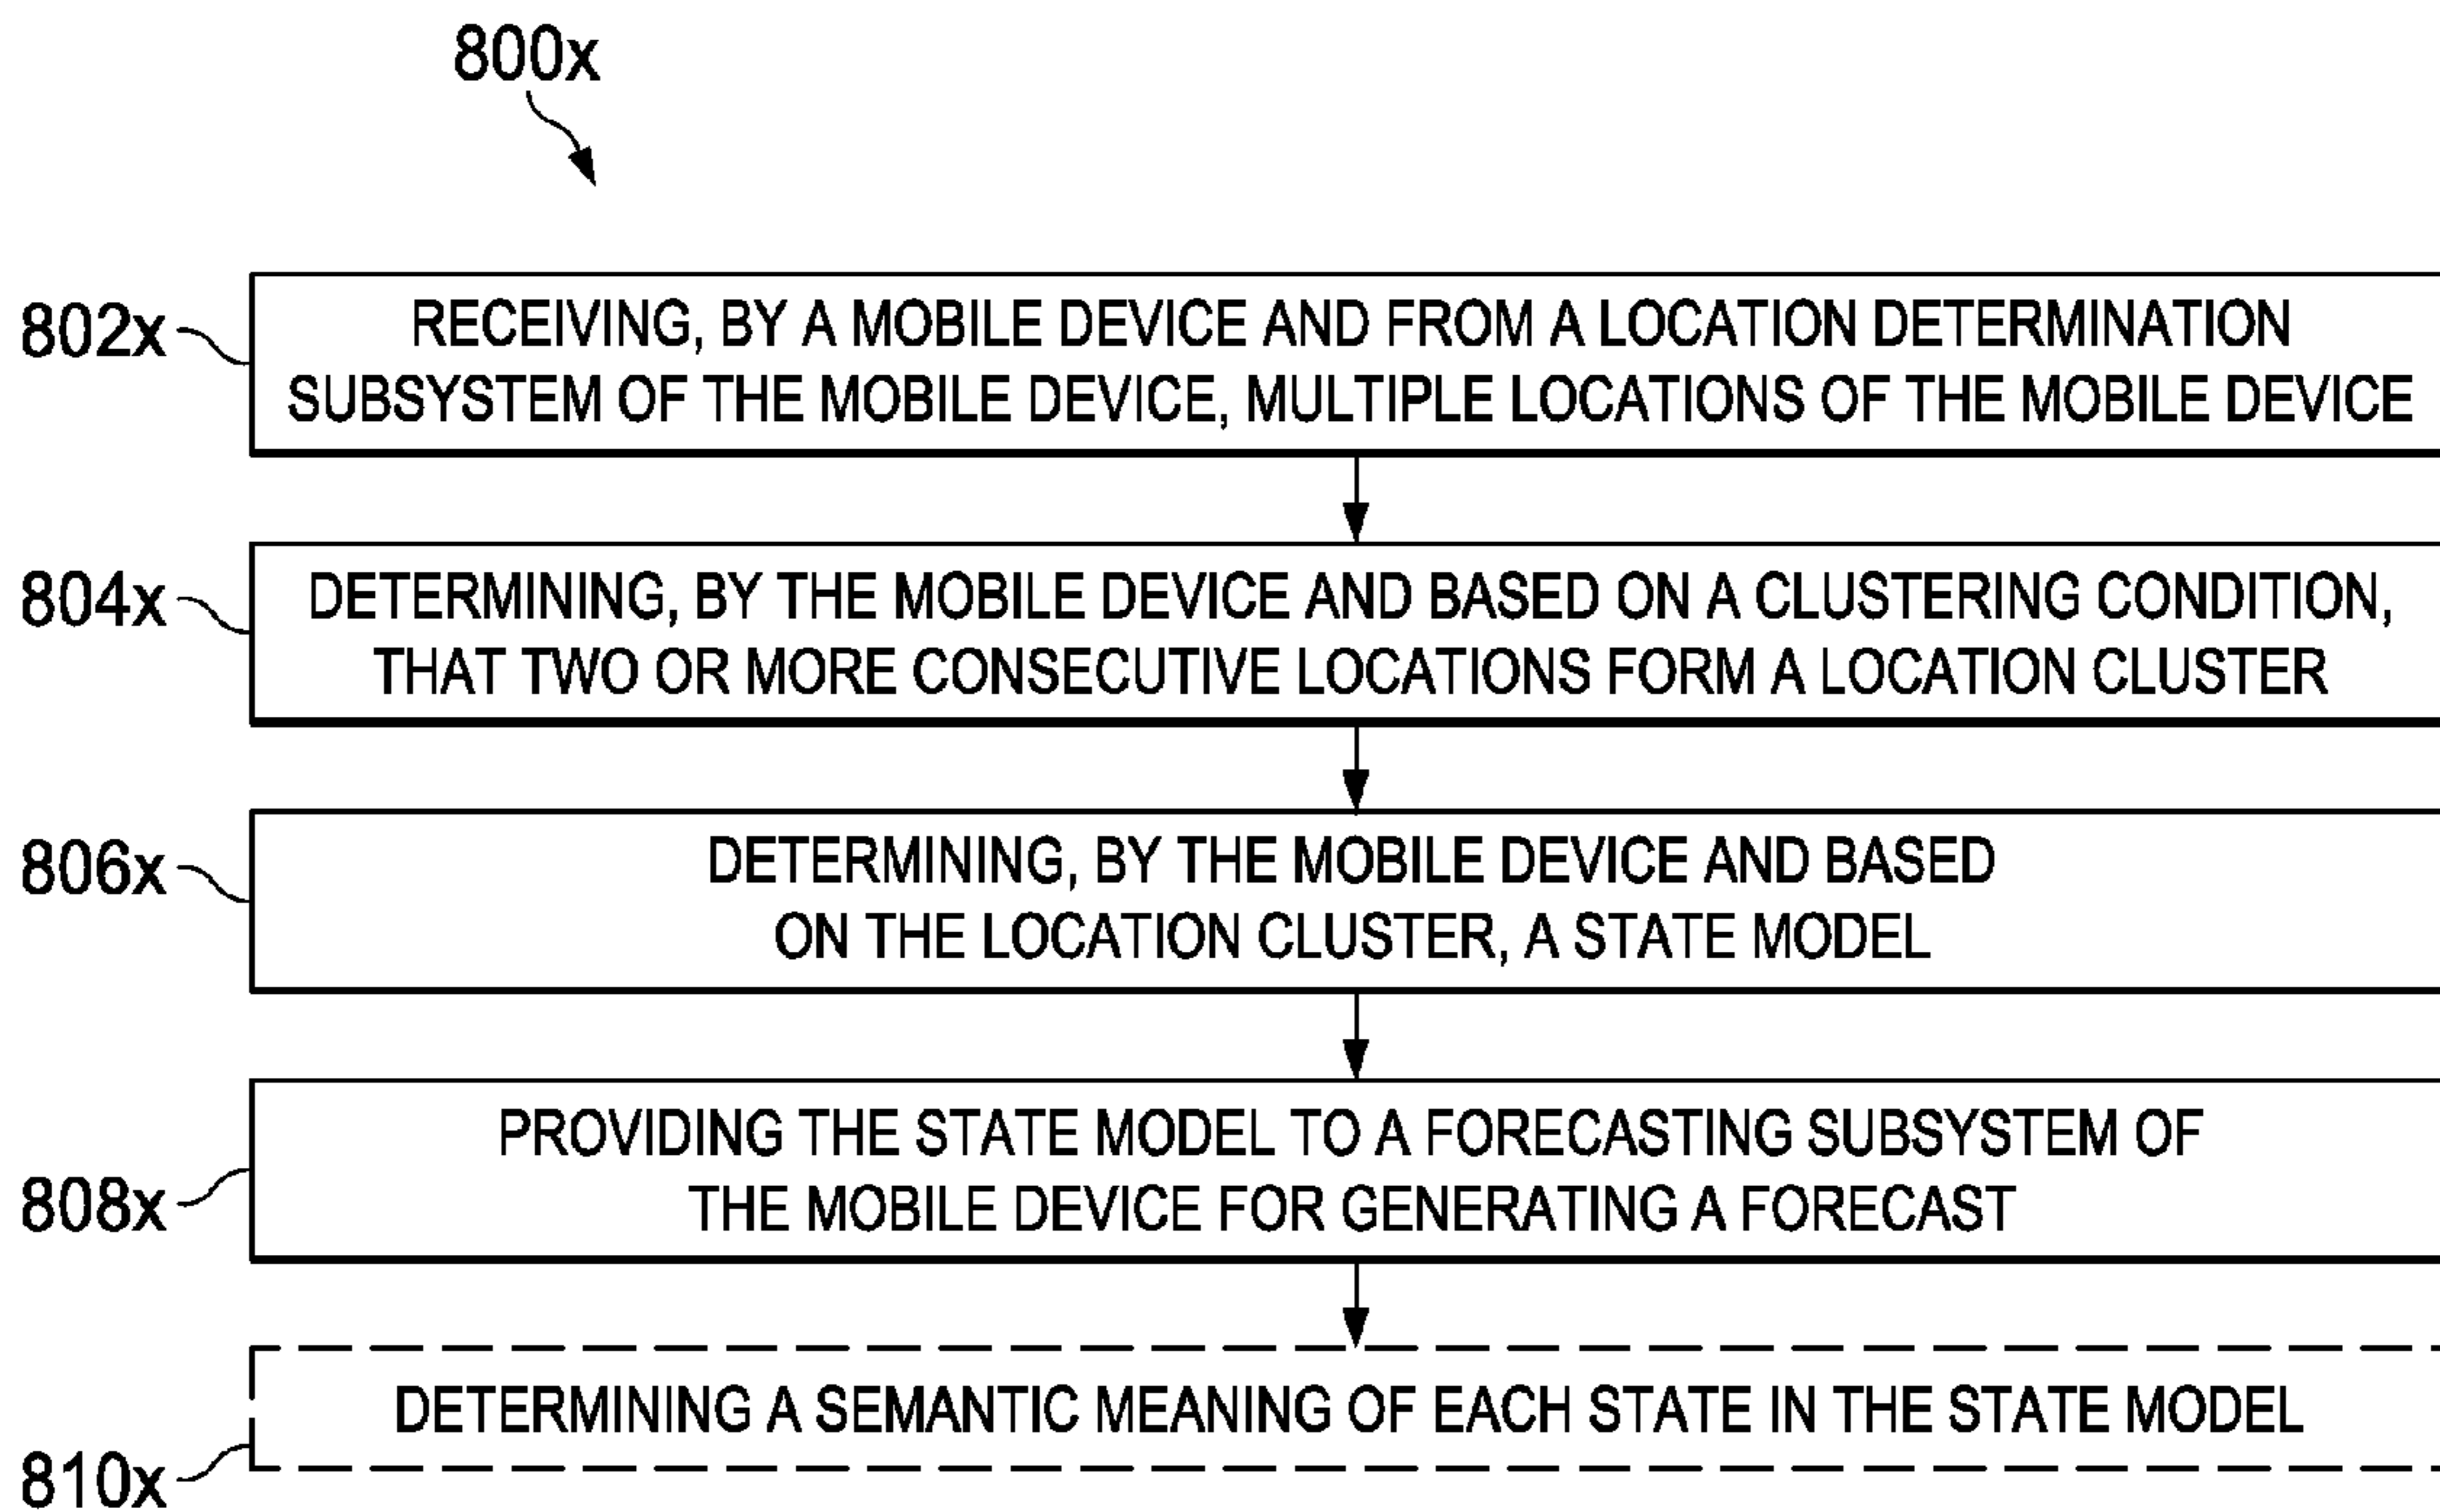 800x
802x
RECEIVING, BY A MOBILE DEVICE AND FROM A LOCATION DETERMINATION
SUBSYSTEM OF THE MOBILE DEVICE, MULTIPLE LOCATIONS OF THE MOBILE DEVICE
804x
DETERMINING, BY THE MOBILE DEVICE AND BASED ON A CLUSTERING CONDITION,
THAT TWO OR MORE CONSECUTIVE LOCATIONS FORM A LOCATION CLUSTER
806x
DETERMINING, BY THE MOBILE DEVICE AND BASED
ON THE LOCATION CLUSTER, A STATE MODEL
808x
PROVIDING THE STATE MODEL TO A FORECASTING SUBSYSTEM OF
THE MOBILE DEVICE FOR GENERATING A FORECAST
810x
DETERMINING A SEMANTIC MEANING OF EACH STATE IN THE STATE MODEL